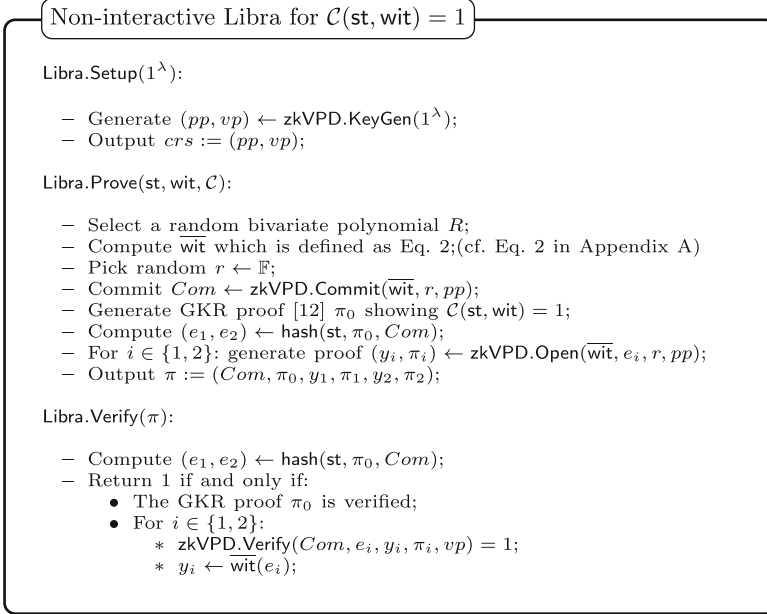 Non-interactive Libra for C(st, wit) = 1
Libra.Setup(1^λ):
– Generate (pp, vp) ← zkVPD.KeyGen(1^λ);
– Output crs := (pp, vp);
Libra.Prove(st, wit, C):
– Select a random bivariate polynomial R;
– Compute w̅i̅t̅ which is defined as Eq. 2;(cf. Eq. 2 in Appendix A)
– Pick random r ← 𝔽;
– Commit Com ← zkVPD.Commit(w̅i̅t̅, r, pp);
– Generate GKR proof [12] π₀ showing C(st, wit) = 1;
– Compute (e₁, e₂) ← hash(st, π₀, Com);
– For i ∈ {1, 2}: generate proof (yᵢ, πᵢ) ← zkVPD.Open(w̅i̅t̅, eᵢ, r, pp);
– Output π := (Com, π₀, y₁, π₁, y₂, π₂);
Libra.Verify(π):
– Compute (e₁, e₂) ← hash(st, π₀, Com);
– Return 1 if and only if:
• The GKR proof π₀ is verified;
• For i ∈ {1, 2}:
* zkVPD.Verify(Com, eᵢ, yᵢ, πᵢ, vp) = 1;
* yᵢ ← w̅i̅t̅(eᵢ);